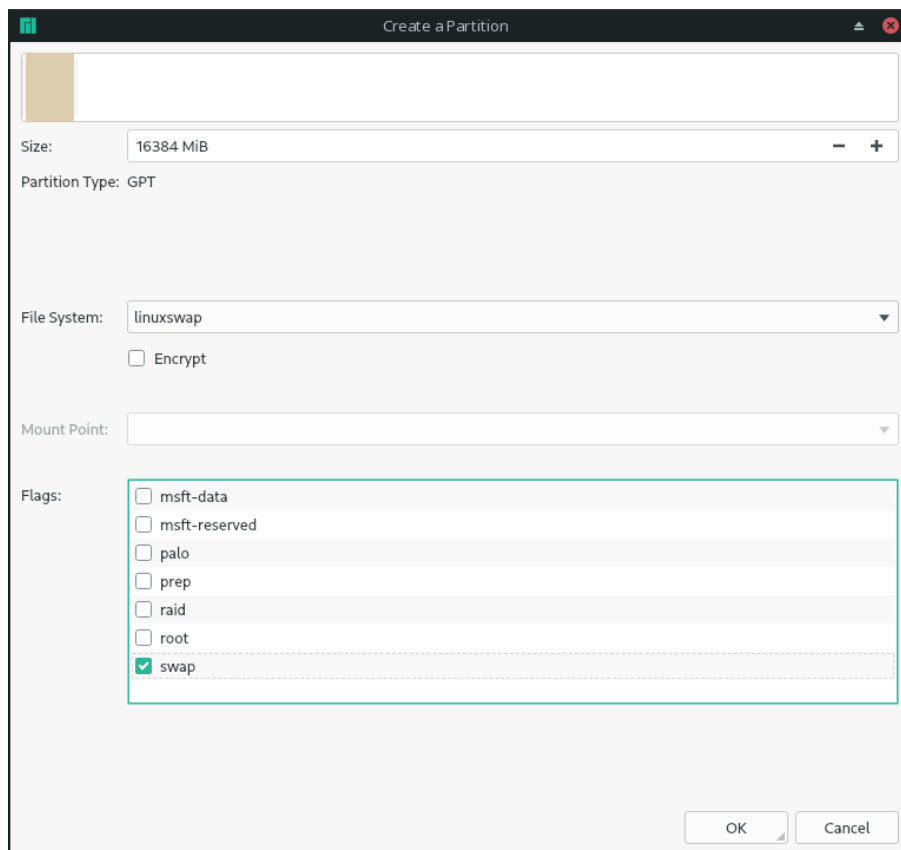 Create a Partition
Size: 16384 MiB
Partition Type: GPT
File System: linuxswap
Encrypt
Mount Point:
Flags: msft-data
msft-reserved
palo
prep
raid
root
swap
OK Cancel